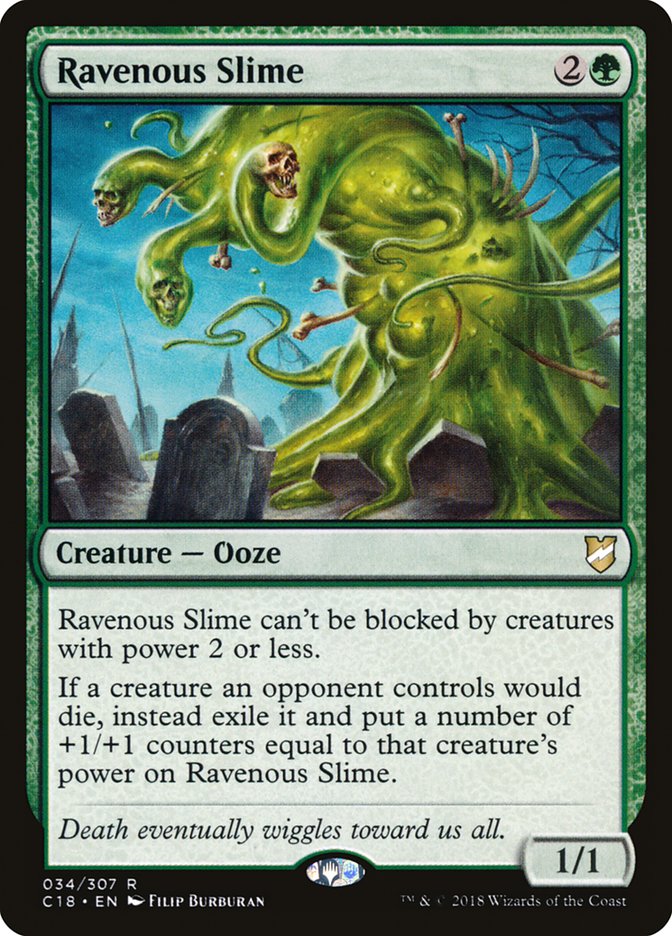 Ravenous Slime 2
Creature — Ooze
Ravenous Slime can't be blocked by creatures
with power 2 or less.
If a creature an opponent controls would
die, instead exile it and put a number of
+1/+1 counters equal to that creature's
power on Ravenous Slime.
Death eventually wiggles toward us all.
1/1
034/307 R
C18 • EN Filip Burburan
™ & © 2018 Wizards of the Coast